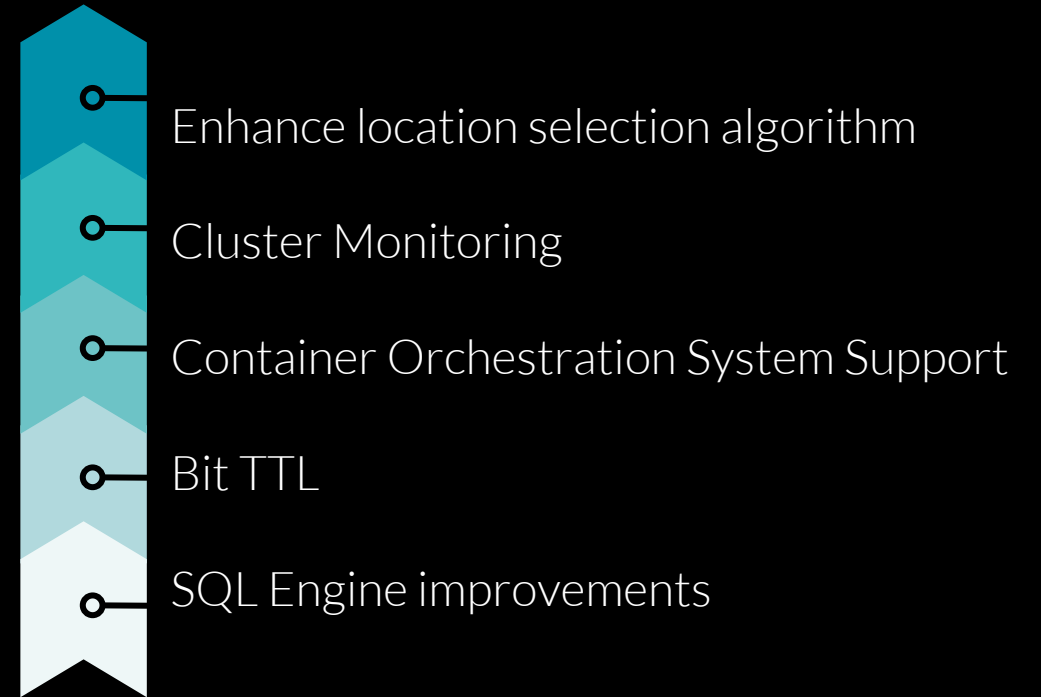 Enhance location selection algorithm
Cluster Monitoring
Container Orchestration System Support
Bit TTL
SQL Engine improvements